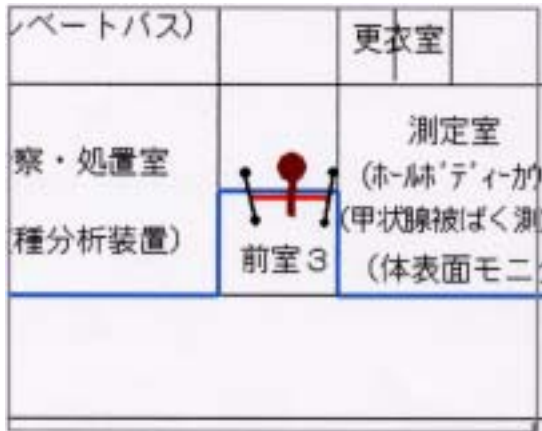 ルベートバス)
更衣室
察・処置室
種分析装置)
前室3
測定室
(ホールボディーカウ
(甲状腺被ばく測
(体表面モニ